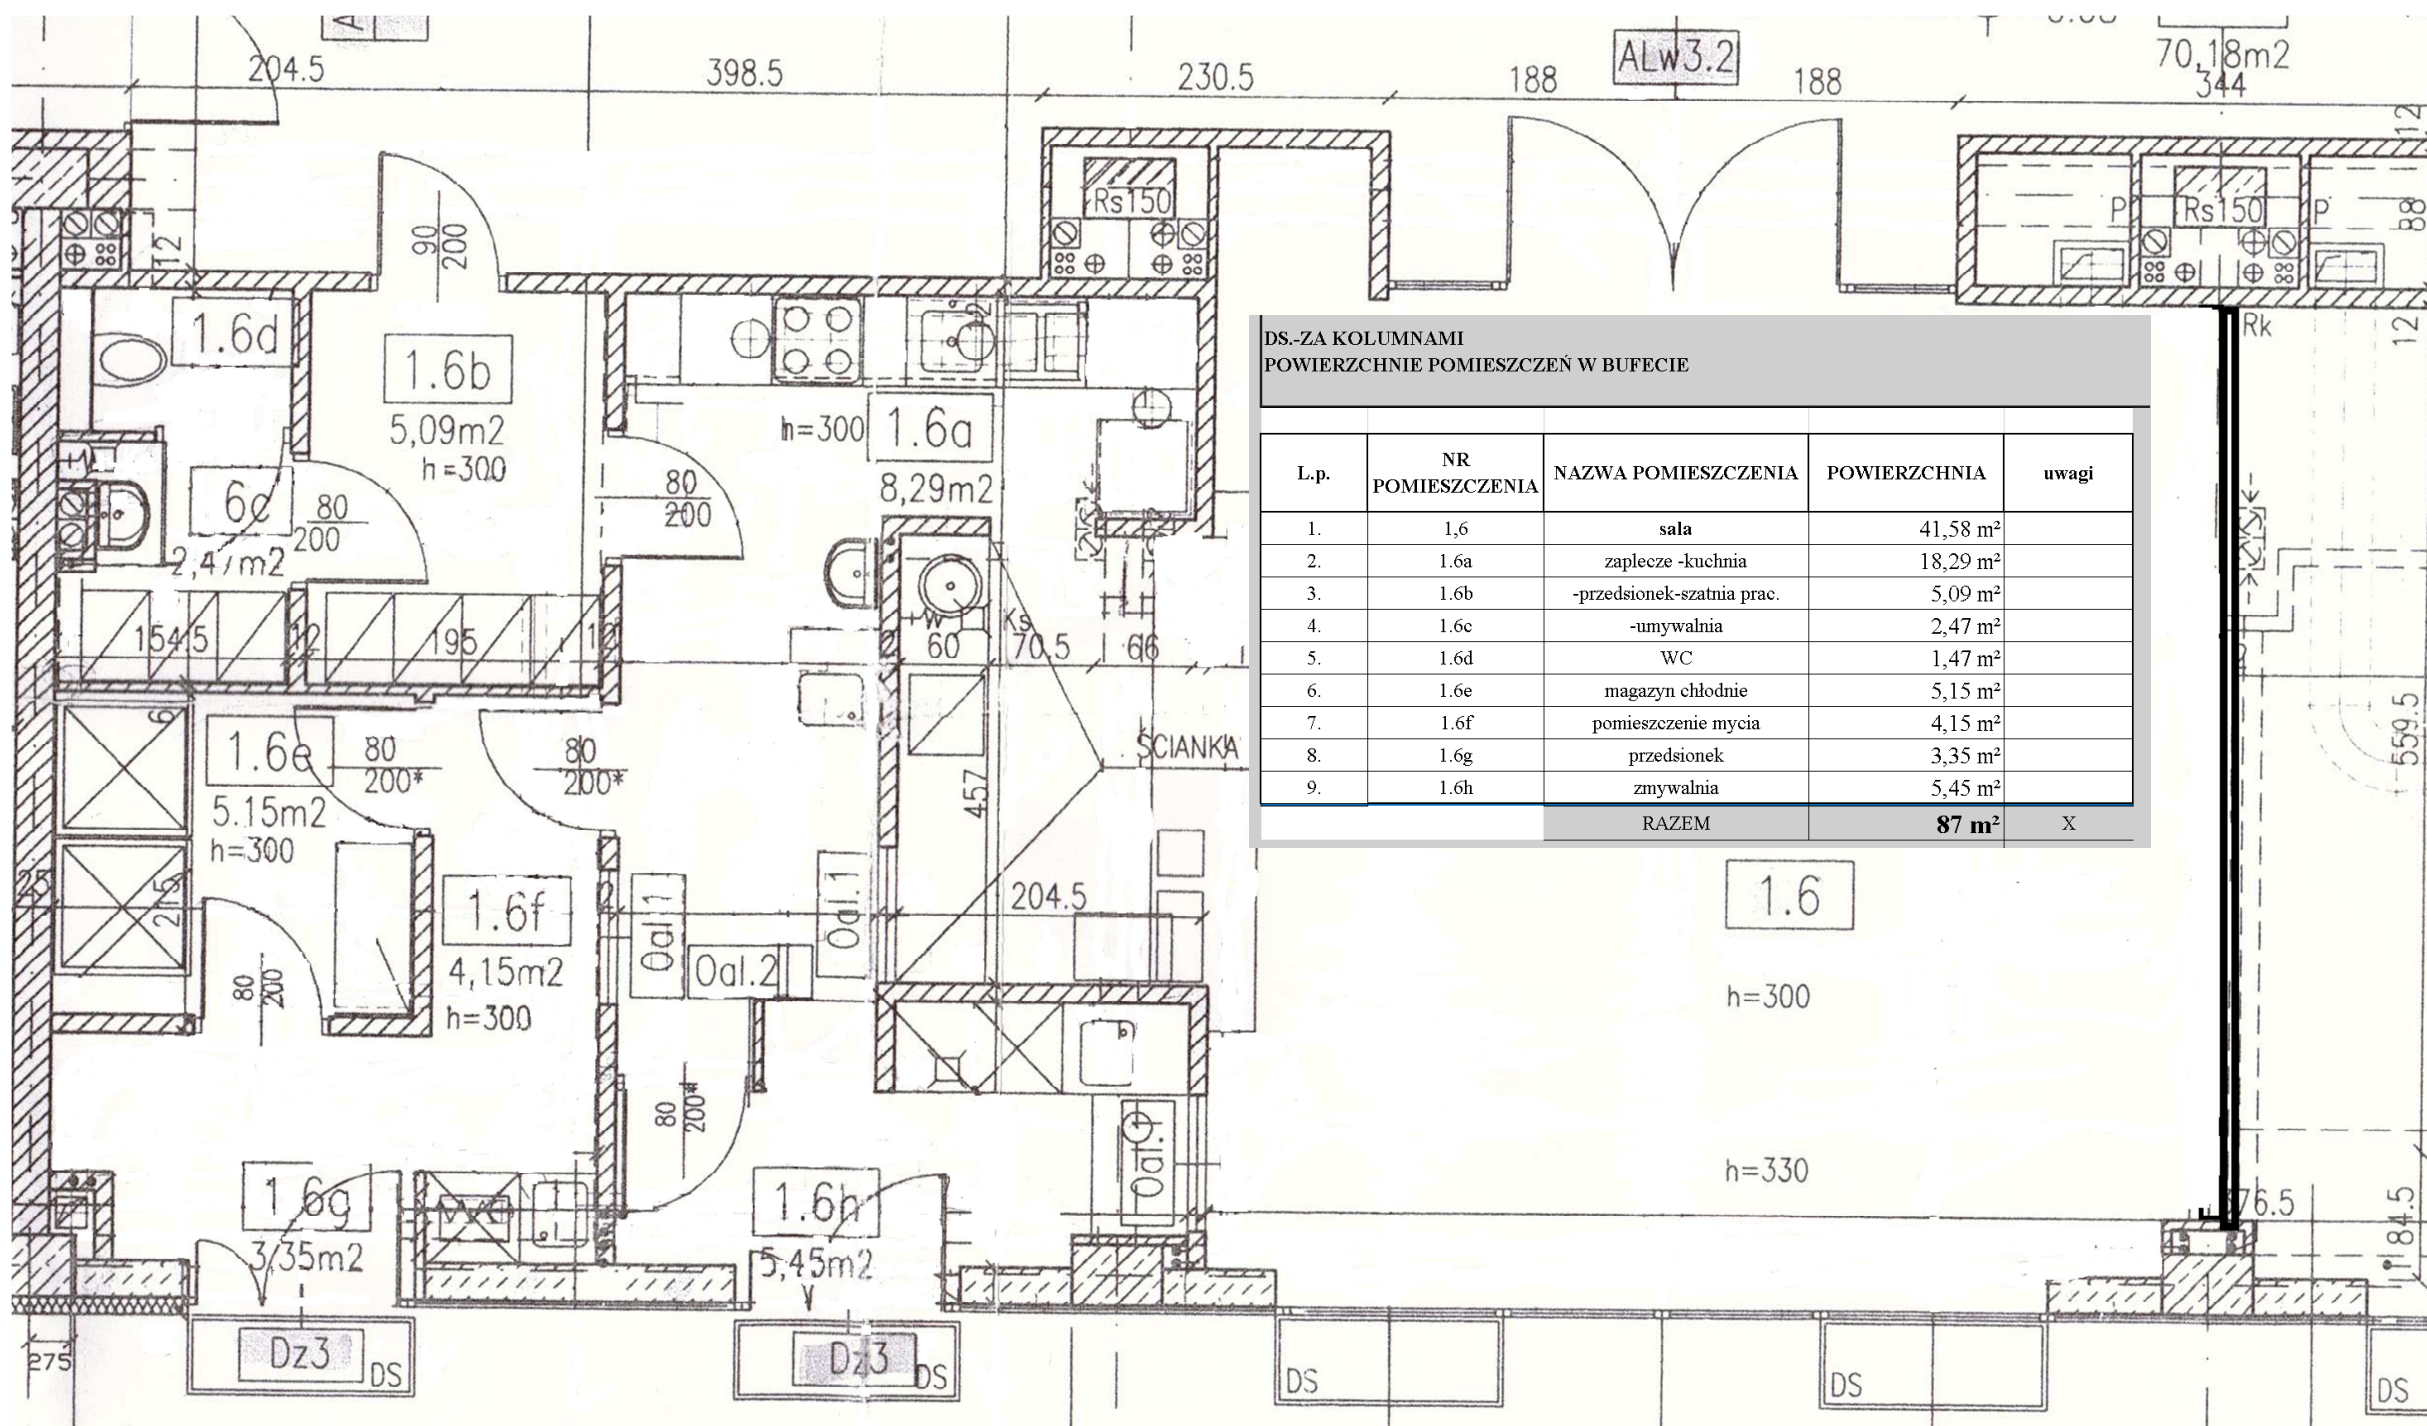 204.5
398.5
230.5
ALw3.2
188
188
70,18m2
344
12
Rs150
P
Rs150
P
88
90
200
12
1.6d
1.6b
5,09m2
h=300
h=300
1.6a
8,29m2
Rk
12
6c
80
200
2,47m2
80
200
DS.-ZA KOLUMNAMI
POWIERZCHNIE POMIESZCZEŃ W BUFECIE
L.p. NR POMIESZCZENIA NAZWA POMIESZCZENIA POWIERZCHNIA uwagi
1. 1,6 sala 41,58 m²
2. 1.6a zaplecze -kuchnia 18,29 m²
3. 1.6b -przedsionek-szatnia prac. 5,09 m²
4. 1.6c -umywalnia 2,47 m²
5. 1.6d WC 1,47 m²
6. 1.6e magazyn chłodnie 5,15 m²
7. 1.6f pomieszczenie mycia 4,15 m²
8. 1.6g przedsionek 3,35 m²
9. 1.6h zmywalnia 5,45 m²
RAZEM 87 m² X
154.5
12
195
60
Ks
70.5
66
559.5
1.6e
5.15m2
h=300
80
200*
80
200*
ŚCIANKA
457
25
215
1.6f
4,15m2
h=300
Oal.1
Oal.2
Oal.1
204.5
1.6
h=300
80
200
80
200*
h=330
Oal.1
1.6g
3,35m2
1.6h
5,45m2
376.5
184.5
275
Dz3
DS
Dz3
DS
DS
DS
DS